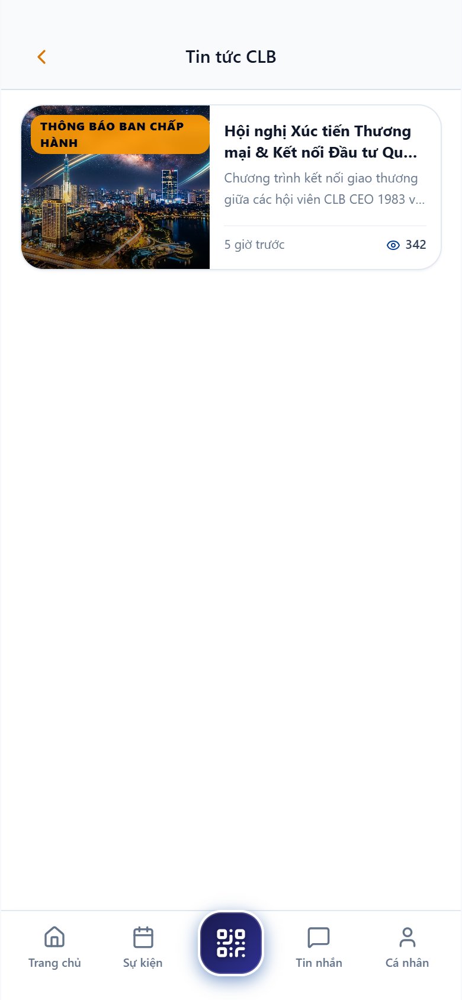 Tin tức CLB
THÔNG BÁO BAN CHẤP
HÀNH
Hội nghị Xúc tiến Thương
mại & Kết nối Đầu tư Qu...
Chương trình kết nối giao thương
giữa các hội viên CLB CEO 1983 v...
5 giờ trước
342
Trang chủ
Sự kiện
Tin nhắn
Cá nhân